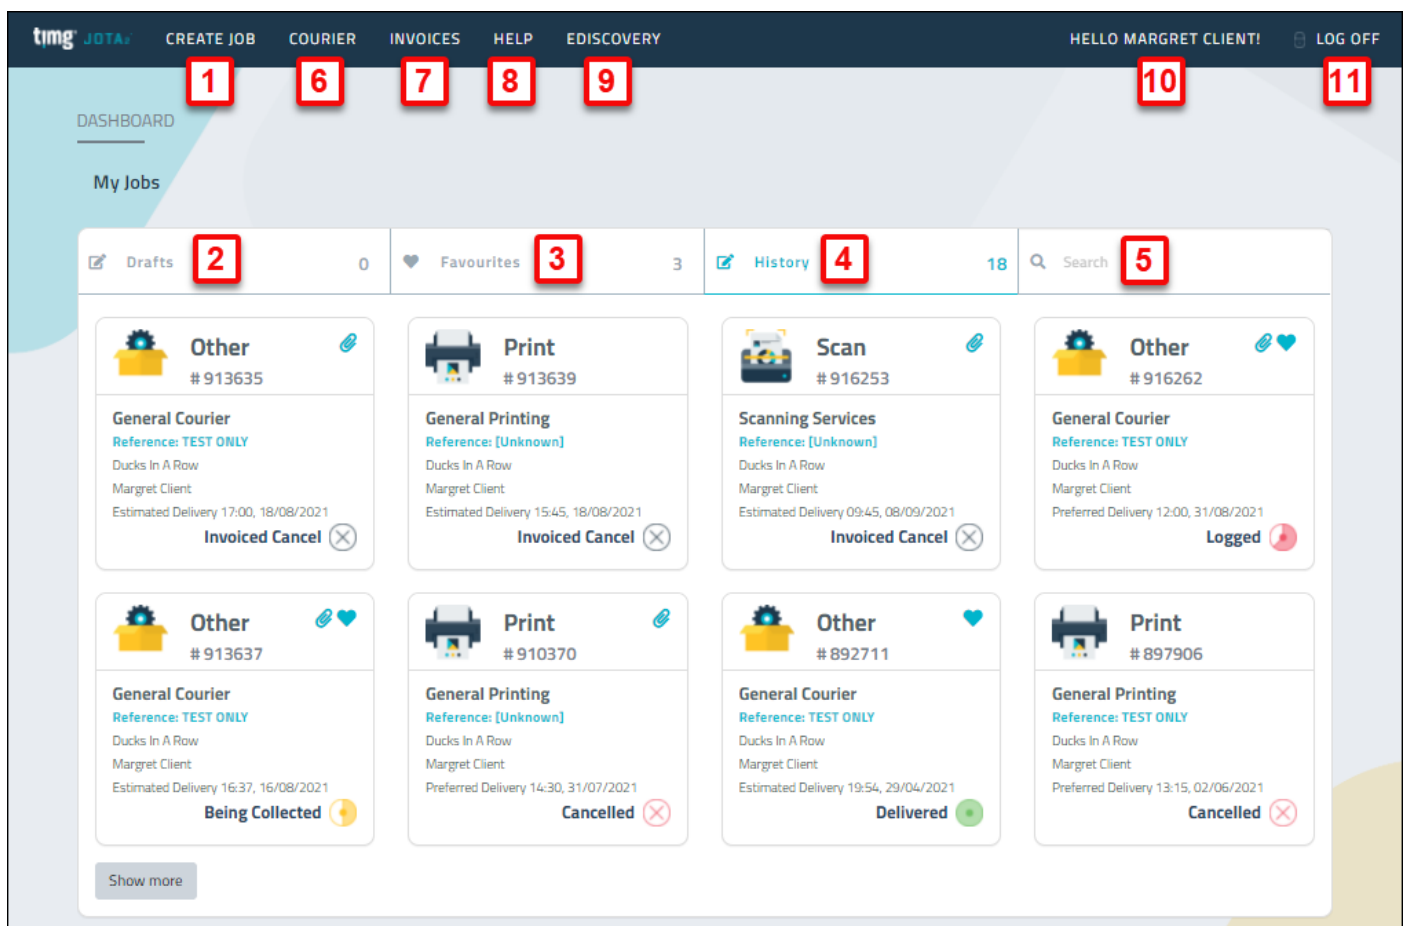 timg JOTA CREATE JOB COURIER INVOICES HELP EDISCOVERY HELLO MARGRET CLIENT! LOG OFF
1 6 7 8 9 10 11
DASHBOARD
My Jobs
Drafts 2 0 Favourites 3 3 History 4 18 Search 5
Other
#913635
General Courier
Reference: TEST ONLY
Ducks In A Row
Margret Client
Estimated Delivery 17:00, 18/08/2021
Invoiced Cancel
Print
#913639
General Printing
Reference: [Unknown]
Ducks In A Row
Margret Client
Estimated Delivery 15:45, 18/08/2021
Invoiced Cancel
Scan
#916253
Scanning Services
Reference: [Unknown]
Ducks In A Row
Margret Client
Estimated Delivery 09:45, 08/09/2021
Invoiced Cancel
Other
#916262
General Courier
Reference: TEST ONLY
Ducks In A Row
Margret Client
Preferred Delivery 12:00, 31/08/2021
Logged
Other
#913637
General Courier
Reference: TEST ONLY
Ducks In A Row
Margret Client
Estimated Delivery 16:37, 16/08/2021
Being Collected
Print
#910370
General Printing
Reference: [Unknown]
Ducks In A Row
Margret Client
Preferred Delivery 14:30, 31/07/2021
Cancelled
Other
#892711
General Courier
Reference: TEST ONLY
Ducks In A Row
Margret Client
Estimated Delivery 19:54, 29/04/2021
Delivered
Print
#897906
General Printing
Reference: TEST ONLY
Ducks In A Row
Margret Client
Preferred Delivery 13:15, 02/06/2021
Cancelled
Show more